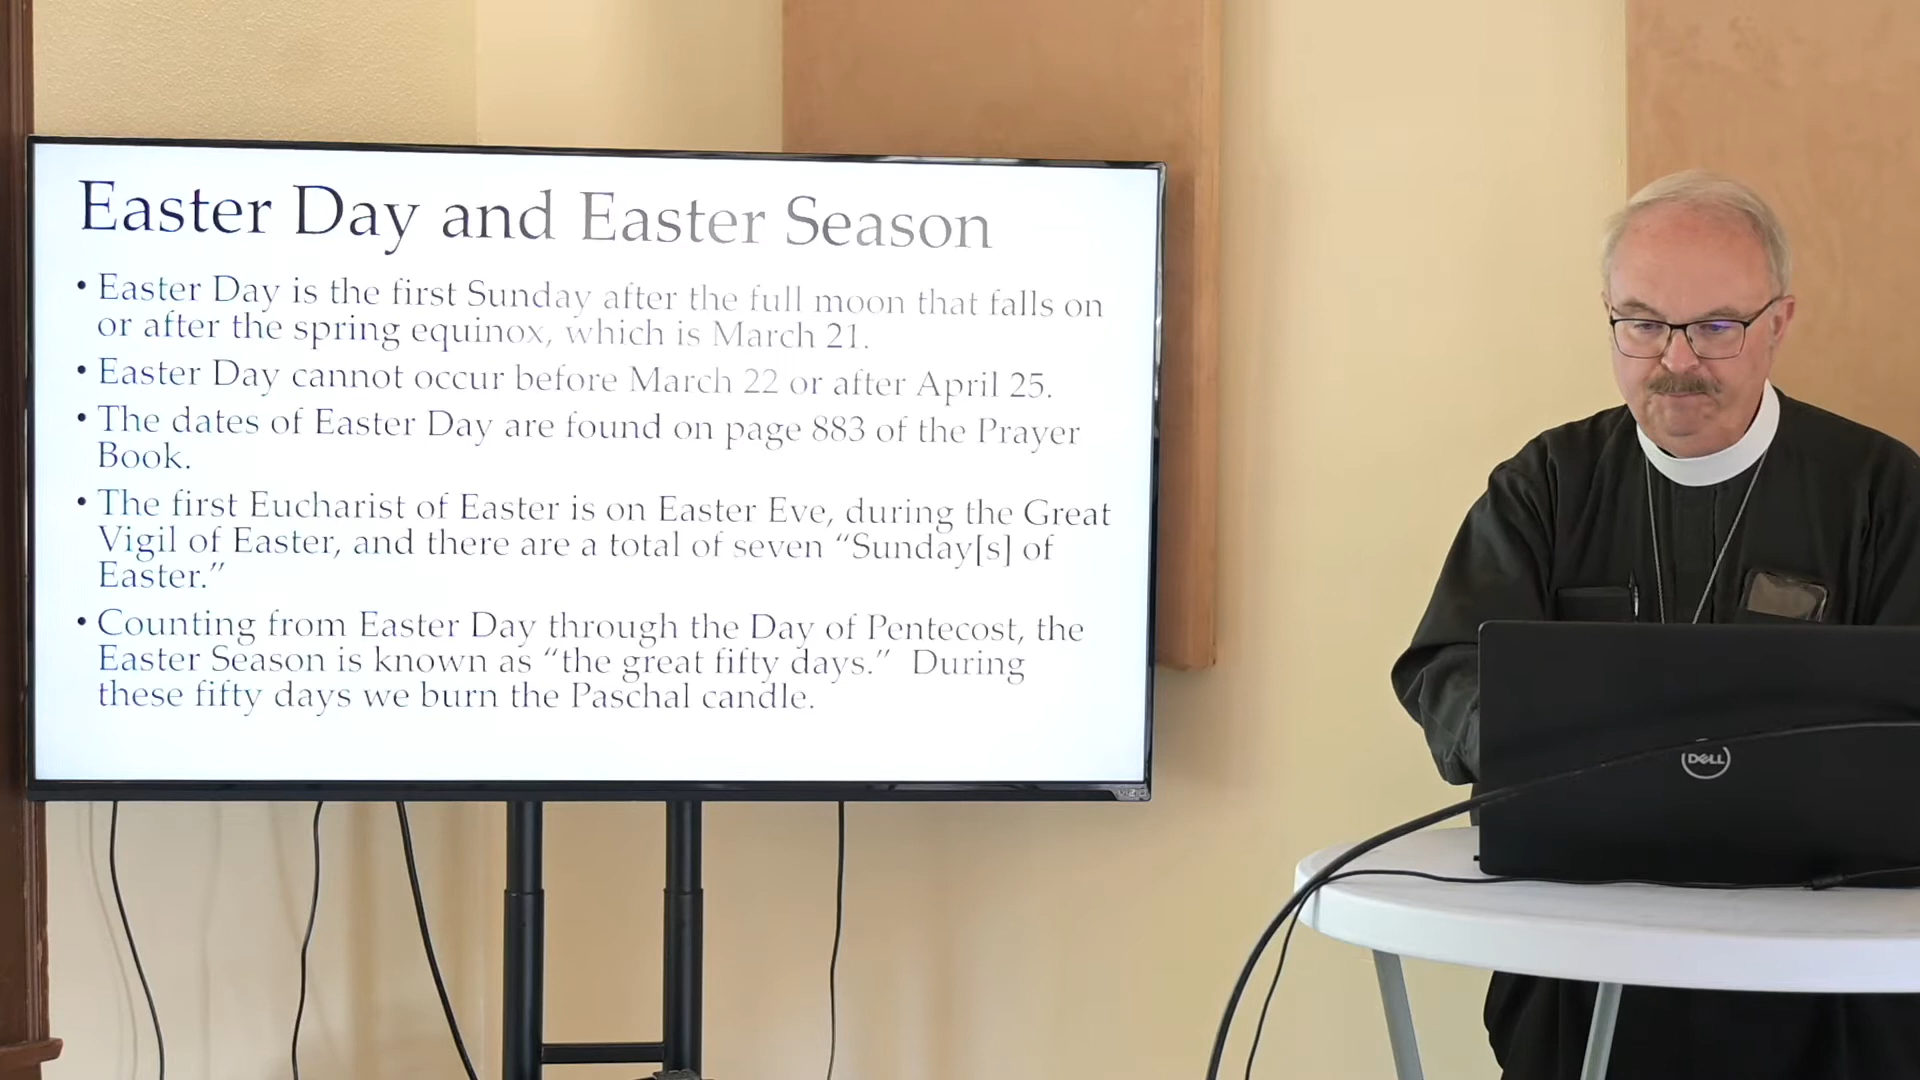 Easter Day and Easter Season
• Easter Day is the first Sunday after the full moon that falls on
or after the spring equinox, which is March 21.
• Easter Day cannot occur before March 22 or after April 25.
• The dates of Easter Day are found on page 883 of the Prayer
Book.
• The first Eucharist of Easter is on Easter Eve, during the Great
Vigil of Easter, and there are a total of seven “Sunday[s] of
Easter.”
• Counting from Easter Day through the Day of Pentecost, the
Easter Season is known as “the great fifty days.”  During
these fifty days we burn the Paschal candle.
VIZIO
DELL